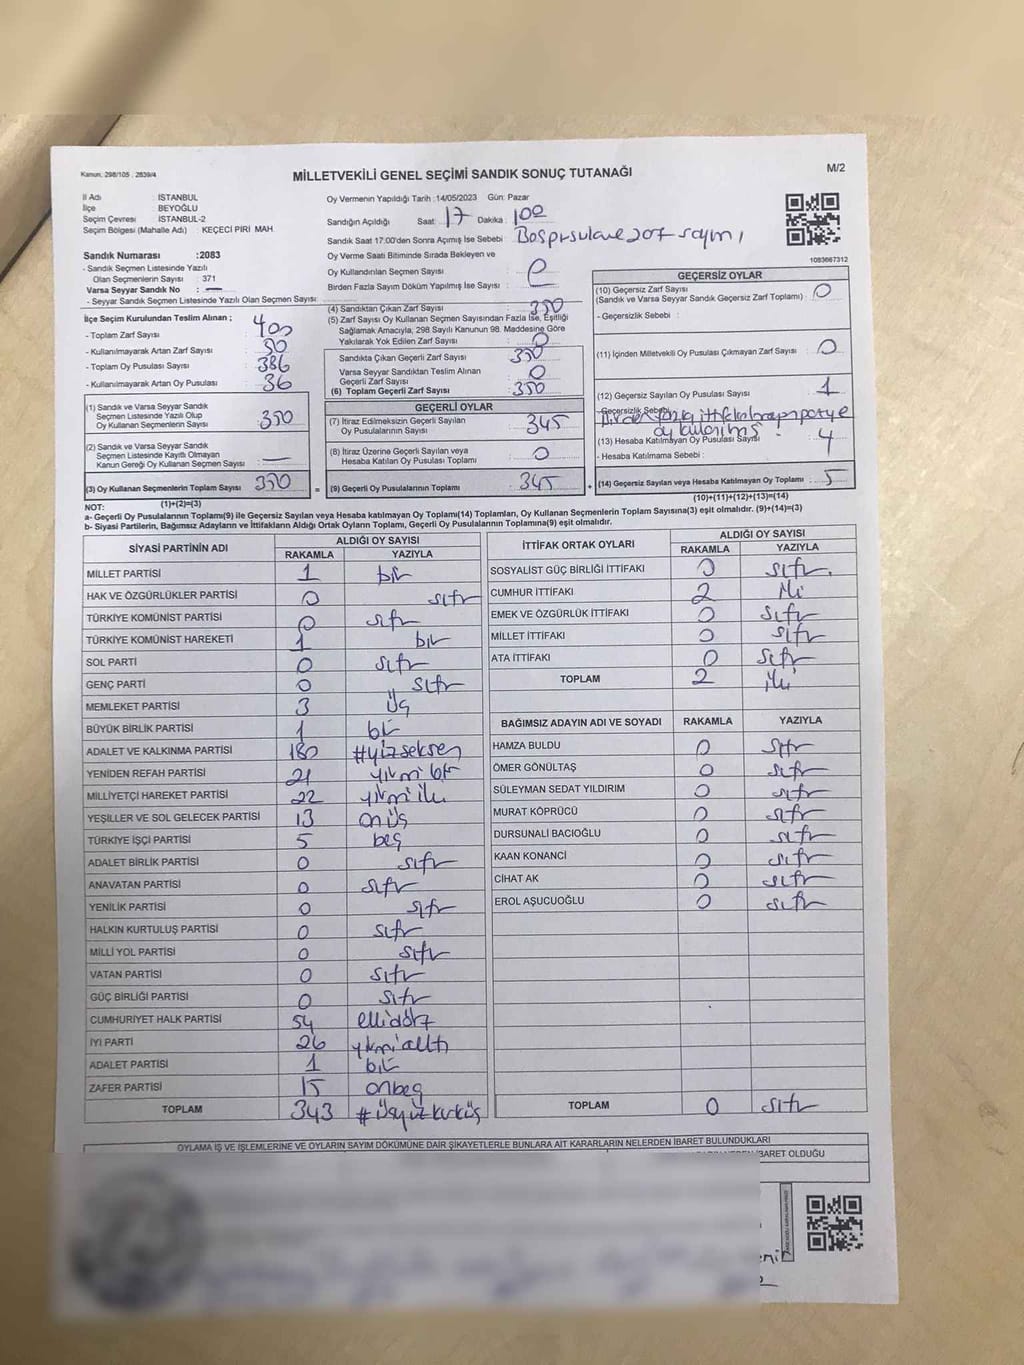 Kanun, 298/105 , 2839/4
MİLLETVEKİLİ GENEL SEÇİMİ SANDIK SONUÇ TUTANAĞI
M/2
İl Adı : İSTANBUL
İlçe : BEYOĞLU
Seçim Çevresi : İSTANBUL-2
Seçim Bölgesi (Mahalle Adı) : KEÇECİ PİRİ MAH.
Sandık Numarası :2083
- Sandık Seçmen Listesinde Yazılı
Olan Seçmenlerin Sayısı : 371
Varsa Seyyar Sandık No : —
- Seyyar Sandık Seçmen Listesinde Yazılı Olan Seçmen Sayısı:
Oy Vermenin Yapıldığı Tarih :14/05/2023 Gün: Pazar
Sandığın Açıldığı Saat : 17 Dakika : 100
Sandık Saat 17.00'den Sonra Açımış İse Sebebi :
Oy Verme Saati Bitiminde Sırada Bekleyen ve
Oy Kullandırılan Seçmen Sayısı
Birden Fazla Sayım Döküm Yapılmış İse Sayısı :
1083667312
İlçe Seçim Kurulundan Teslim Alınan ;
- Toplam Zarf Sayısı : 400
- Kullanılmayarak Artan Zarf Sayısı : 50
- Toplam Oy Pusulası Sayısı : 386
- Kullanılmayarak Artan Oy Pusulası : 36
(1) Sandık ve Varsa Seyyar Sandık
Seçmen Listesinde Yazılı Olup
Oy Kullanan Seçmenlerin Sayısı : 350
(2) Sandık ve Varsa Seyyar Sandık
Seçmen Listesinde Kayıtlı Olmayan
Kanun Gereği Oy Kullanan Seçmen Sayısı : —
(3) Oy Kullanan Seçmenlerin Toplam Sayısı : 350 =
(1)+(2)=(3)
(4) Sandıktan Çıkan Zarf Sayısı : 350
(5) Zarf Sayısı Oy Kullanan Seçmen Sayısından Fazla İse, Eşitliği
Sağlamak Amacıyla, 298 Sayılı Kanunun 98. Maddesine Göre
Yakılarak Yok Edilen Zarf Sayısı : 0
Sandıkta Çıkan Geçerli Zarf Sayısı : 350
Varsa Seyyar Sandıktan Teslim Alınan
Geçerli Zarf Sayısı : 0
(6) Toplam Geçerli Zarf Sayısı : 350
GEÇERLİ OYLAR
(7) İtiraz Edilmeksizin Geçerli Sayılan
Oy Pusulalarının Sayısı : 345
(8) İtiraz Üzerine Geçerli Sayılan veya
Hesaba Katılan Oy Pusulası Toplamı : 0
(9) Geçerli Oy Pusulalarının Toplamı : 345 +
GEÇERSİZ OYLAR
(10) Geçersiz Zarf Sayısı
(Sandık ve Varsa Seyyar Sandık Geçersiz Zarf Toplamı) : 0
- Geçersizlik Sebebi :
(11) İçinden Milletvekili Oy Pusulası Çıkmayan Zarf Sayısı : 0
(12) Geçersiz Sayılan Oy Pusulası Sayısı : 1
- Geçersizlik Sebebi :
(13) Hesaba Katılmayan Oy Pusulası Sayısı : 4
- Hesaba Katılmama Sebebi :
(14) Geçersiz Sayılan veya Hesaba Katılmayan Oy Toplamı : 5
(10)+(11)+(12)+(13)=(14)
NOT:
a- Geçerli Oy Pusulalarının Toplamı(9) ile Geçersiz Sayılan veya Hesaba katılmayan Oy Toplamı(14) Toplamları, Oy Kullanan Seçmenlerin Toplam Sayısına(3) eşit olmalıdır. (9)+(14)=(3)
b- Siyasi Partilerin, Bağımsız Adayların ve İttifakların Aldığı Ortak Oyların Toplamı, Geçerli Oy Pusulalarının Toplamına(9) eşit olmalıdır.
SİYASİ PARTİNİN ADI ALDIĞI OY SAYISI
RAKAMLA YAZIYLA
MİLLET PARTİSİ 1 bir
HAK VE ÖZGÜRLÜKLER PARTİSİ 0 sıfır
TÜRKİYE KOMÜNİST PARTİSİ 0 sıfır
TÜRKİYE KOMÜNİST HAREKETİ 1 bir
SOL PARTİ 0 sıfır
GENÇ PARTİ 0 sıfır
MEMLEKET PARTİSİ 3 üç
BÜYÜK BİRLİK PARTİSİ 1 bir
ADALET VE KALKINMA PARTİSİ 180 #yüzseksen
YENİDEN REFAH PARTİSİ 21 yirmi bir
MİLLİYETÇİ HAREKET PARTİSİ 22 yirmi iki
YEŞİLLER VE SOL GELECEK PARTİSİ 13 onüç
TÜRKİYE İŞÇİ PARTİSİ 5 beş
ADALET BİRLİK PARTİSİ 0 sıfır
ANAVATAN PARTİSİ 0 sıfır
YENİLİK PARTİSİ 0 sıfır
HALKIN KURTULUŞ PARTİSİ 0 sıfır
MİLLİ YOL PARTİSİ 0 sıfır
VATAN PARTİSİ 0 sıfır
GÜÇ BİRLİĞİ PARTİSİ 0 sıfır
CUMHURİYET HALK PARTİSİ 54 ellidört
İYİ PARTİ 26 yirmialtı
ADALET PARTİSİ 1 bir
ZAFER PARTİSİ 15 onbeş
TOPLAM 343 #üçyüzkırküç
İTTİFAK ORTAK OYLARI ALDIĞI OY SAYISI
RAKAMLA YAZIYLA
SOSYALİST GÜÇ BİRLİĞİ İTTİFAKI 0 sıfır
CUMHUR İTTİFAKI 2 iki
EMEK VE ÖZGÜRLÜK İTTİFAKI 0 sıfır
MİLLET İTTİFAKI 0 sıfır
ATA İTTİFAKI 0 sıfır
TOPLAM 2 iki
BAĞIMSIZ ADAYIN ADI VE SOYADI RAKAMLA YAZIYLA
HAMZA BULDU 0 sıfır
ÖMER GÖNÜLTAŞ 0 sıfır
SÜLEYMAN SEDAT YILDIRIM 0 sıfır
MURAT KÖPRÜCÜ 0 sıfır
DURSUNALİ BACIOĞLU 0 sıfır
KAAN KONANCİ 0 sıfır
CİHAT AK 0 sıfır
EROL AŞUCUOĞLU 0 sıfır
TOPLAM 0 sıfır
OYLAMA İŞ VE İŞLEMLERİNE VE OYLARIN SAYIM DÖKÜMÜNE DAİR ŞİKAYETLERLE BUNLARA AİT KARARLARIN NELERDEN İBARET BULUNDUKLARI
BARET OLDUĞU